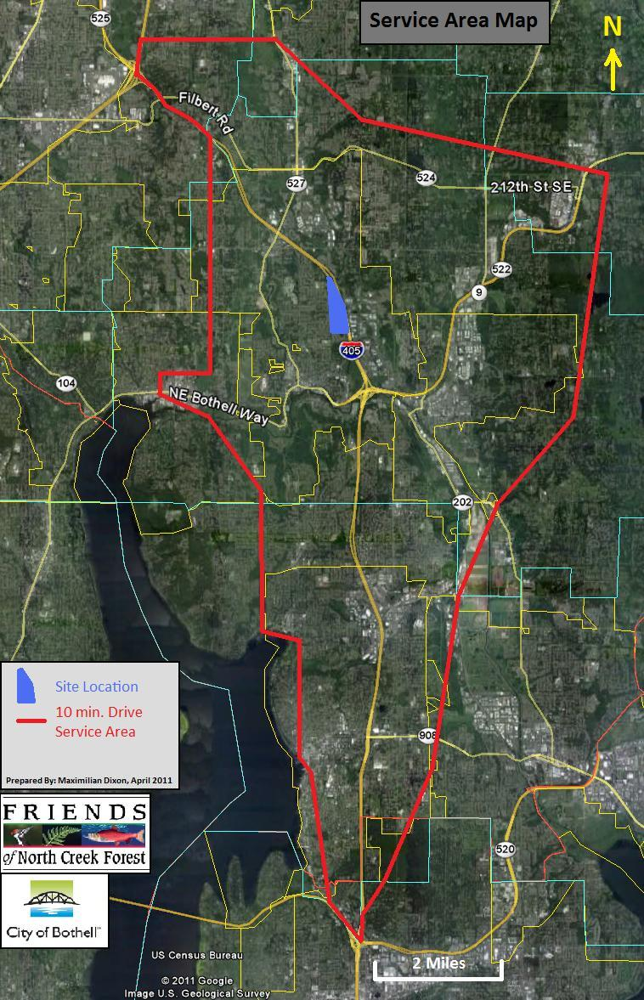 Service Area Map
N
525
Filbert Rd
527
524
212th St SE
522
9
405
104
NE Bothell Way
202
Site Location
10 min. Drive
Service Area
908
Prepared By: Maximilian Dixon, April 2011
FRIENDS
of North Creek Forest
520
City of Bothell™
US Census Bureau
2 Miles
© 2011 Google
Image U.S. Geological Survey